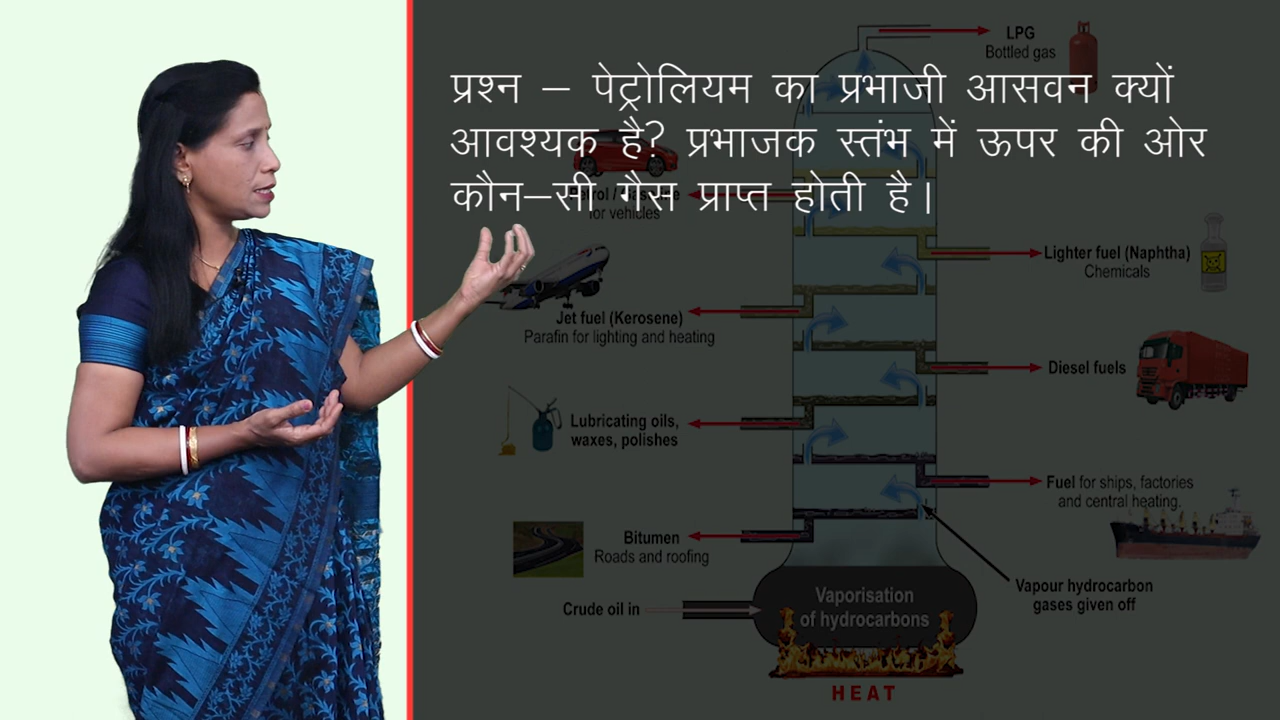 प्रश्न – पेट्रोलियम का प्रभाजी आसवन क्यों
आवश्यक है? प्रभाजक स्तंभ में ऊपर की ओर
कौन–सी गैस प्राप्त होती है।
LPG
Bottled gas
Petrol / Gasoline
for vehicles
Lighter fuel (Naphtha)
Chemicals
Jet fuel (Kerosene)
Parafin for lighting and heating
Diesel fuels
Lubricating oils,
waxes, polishes
Fuel for ships, factories
and central heating.
Bitumen
Roads and roofing
Vapour hydrocarbon
gases given off
Crude oil in
Vaporisation
of hydrocarbons
HEAT